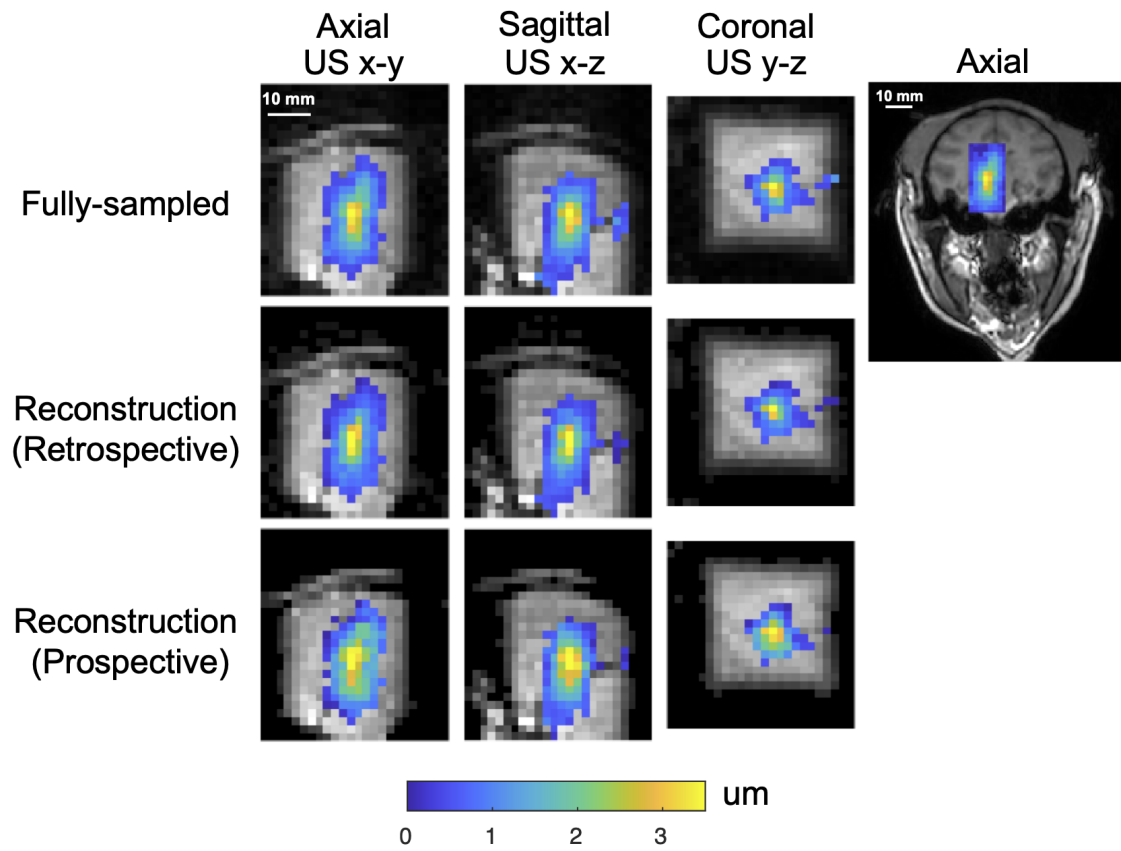 Axial
US x-y
Sagittal
US x-z
Coronal
US y-z
Axial
10 mm
10 mm
Fully-sampled
Reconstruction
(Retrospective)
Reconstruction
(Prospective)
um
0 1 2 3